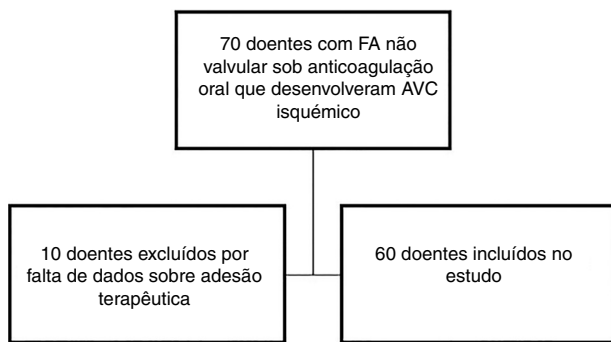 70 doentes com FA não
valvular sob anticoagulação
oral que desenvolveram AVC
isquémico
10 doentes excluídos por
falta de dados sobre adesão
terapêutica
60 doentes incluídos no
estudo